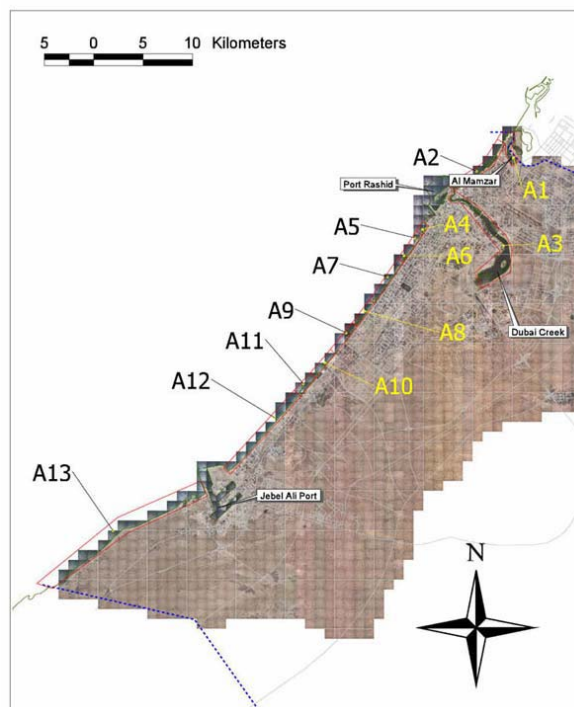 5 0 5 10 Kilometers
A2
Al Mamzar
Port Rashid
A1
A4
A5
A3
A6
A7
A9
A8
Dubai Creek
A11
A10
A12
A13
Jebel Ali Port
N